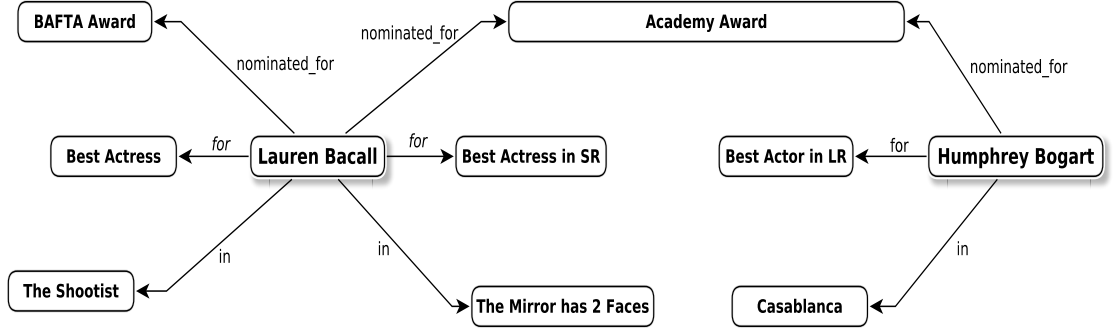 BAFTA Award
Academy Award
nominated_for
nominated_for
nominated_for
Best Actress
for
Lauren Bacall
for
Best Actress in SR
Best Actor in LR
for
Humphrey Bogart
in
in
in
The Shootist
The Mirror has 2 Faces
Casablanca